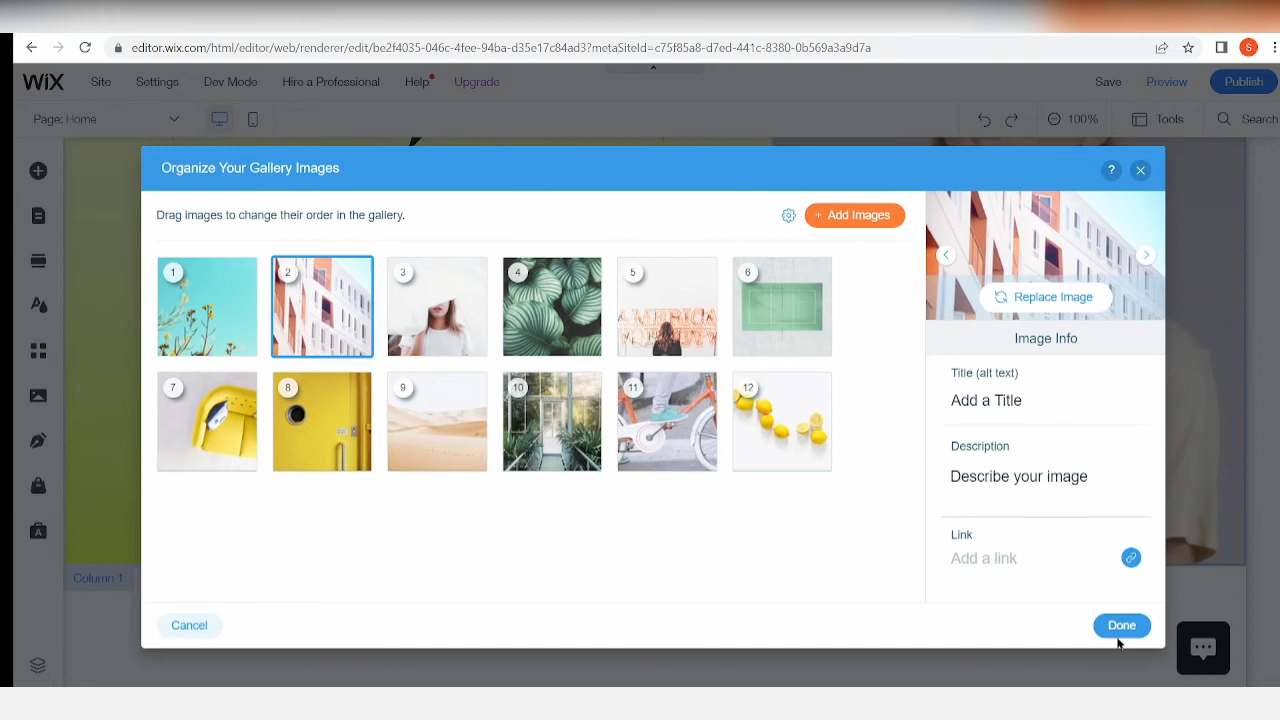 editor.wix.com/html/editor/web/renderer/edit/be2f4035-046c-4fee-94ba-d35e17284ab3?metaSiteId=c75f85a8-d7ed-441c-8380-0b569a3a9d7a
S
WiX Site Settings Dev Mode Hire a Professional Help Upgrade Save Preview Publish
Page: Home 100% Tools Search
Organize Your Gallery Images ?
Drag images to change their order in the gallery. + Add Images
1 2 3 4 5 6
AMERICA
Replace Image
Image Info
Title (alt text)
7 8 9 10 11 12
Add a Title
Description
Describe your image
Link
Add a link
Column 1
Cancel Done